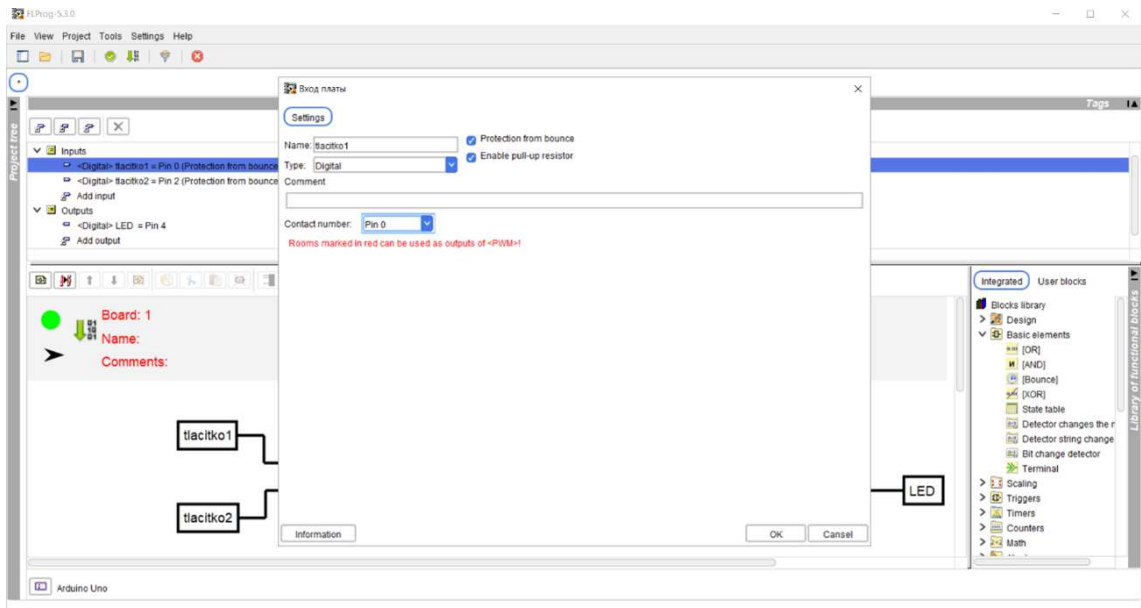 FLProg-5.3.0
File View Project Tools Settings Help
Tags
Project tree
Inputs
<Digital> tlacitko1 = Pin 0 (Protection from bounce
<Digital> tlacitko2 = Pin 2 (Protection from bounce
Add input
Outputs
<Digital> LED = Pin 4
Add output
Вход платы
Settings
Name: tlacitko1
Protection from bounce
Type: Digital
Enable pull-up resistor
Comment
Contact number: Pin 0
Rooms marked in red can be used as outputs of <PWM>!
Information
OK Cansel
Board: 1
Name:
Comments:
tlacitko1
tlacitko2
LED
Integrated User blocks
Blocks library
Design
Basic elements
[OR]
[AND]
[Bounce]
[XOR]
State table
Detector changes the r
Detector string change
Bit change detector
Terminal
Scaling
Triggers
Timers
Counters
Math
Library of functional blocks
Arduino Uno